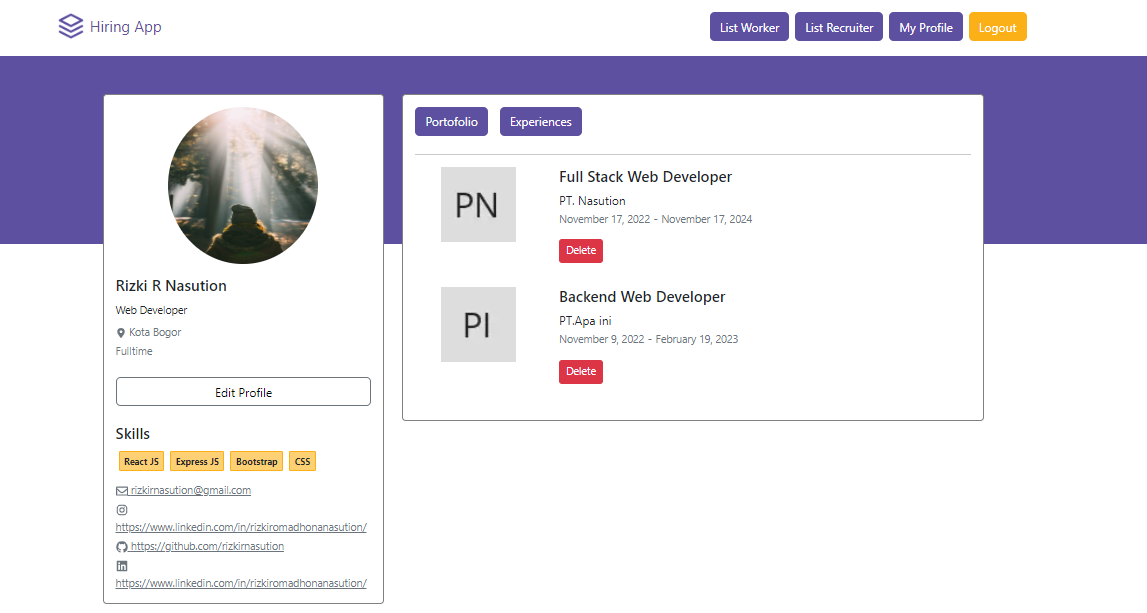 Hiring App
List Worker
List Recruiter
My Profile
Logout
Rizki R Nasution
Web Developer
Kota Bogor
Fulltime
Edit Profile
Skills
React JS
Express JS
Bootstrap
CSS
rizkirnasution@gmail.com
https://www.linkedin.com/in/rizkiromadhonanasution/
https://github.com/rizkirnasution
https://www.linkedin.com/in/rizkiromadhonanasution/
Portofolio
Experiences
PN
Full Stack Web Developer
PT. Nasution
November 17, 2022 - November 17, 2024
Delete
PI
Backend Web Developer
PT.Apa ini
November 9, 2022 - February 19, 2023
Delete